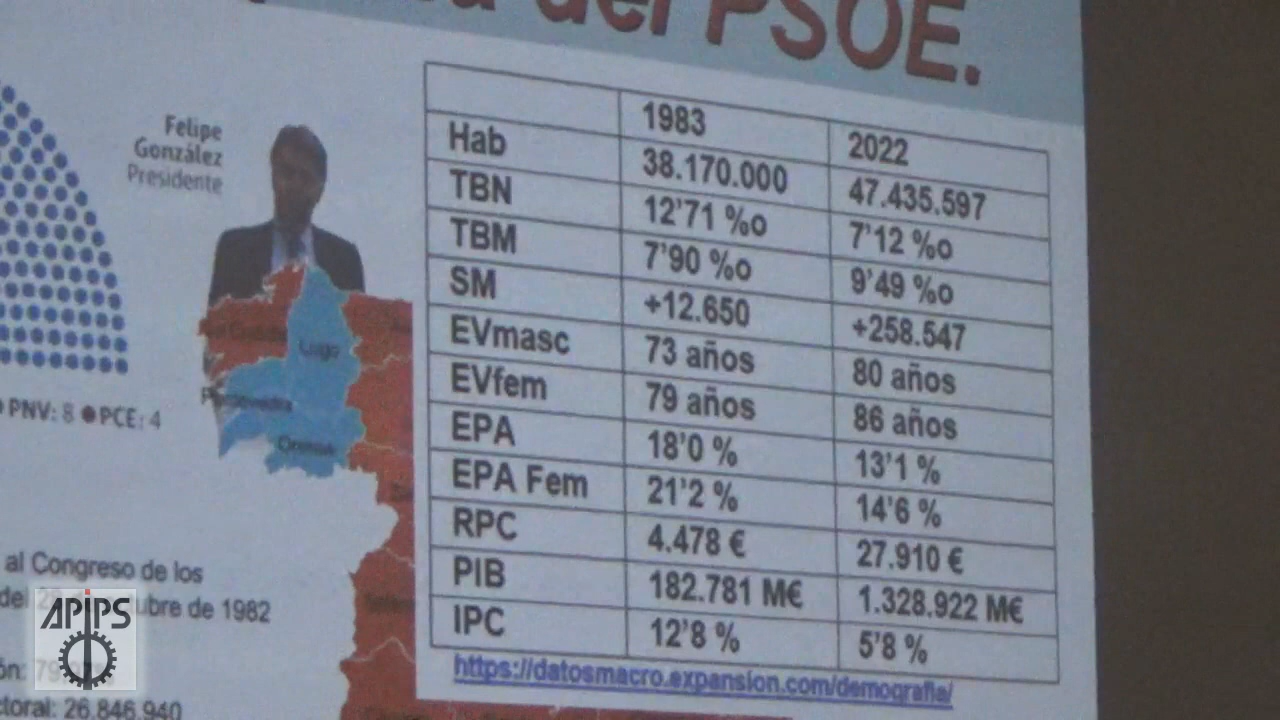 del PSOE.
Felipe
González
Presidente
PNV: 8 PCE: 4
al Congreso de los
ubre de 1982
26.846.940
1983 2022
Hab 38.170.000 47.435.597
TBN 12'71 %o 7'12 %o
TBM 7'90 %o 9'49 %o
SM +12.650 +258.547
EVmasc 73 años 80 años
EVfem 79 años 86 años
EPA 18'0 % 13'1 %
EPA Fem 21'2 % 14'6 %
RPC 4.478 € 27.910 €
PIB 182.781 M€ 1.328.922 M€
IPC 12'8 % 5'8 %
https://datosmacro.expansion.com/demografia/
Lugo
APIPS